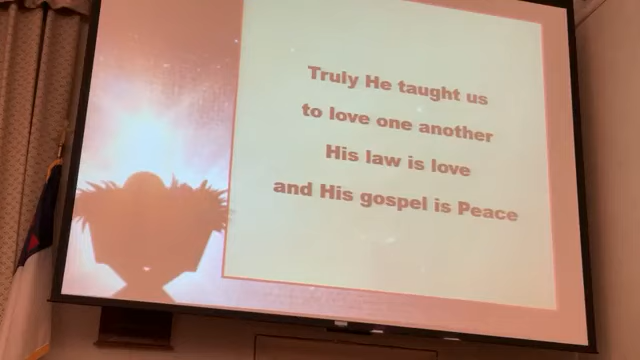 Truly He taught us
to love one another
His law is love
and His gospel is Peace